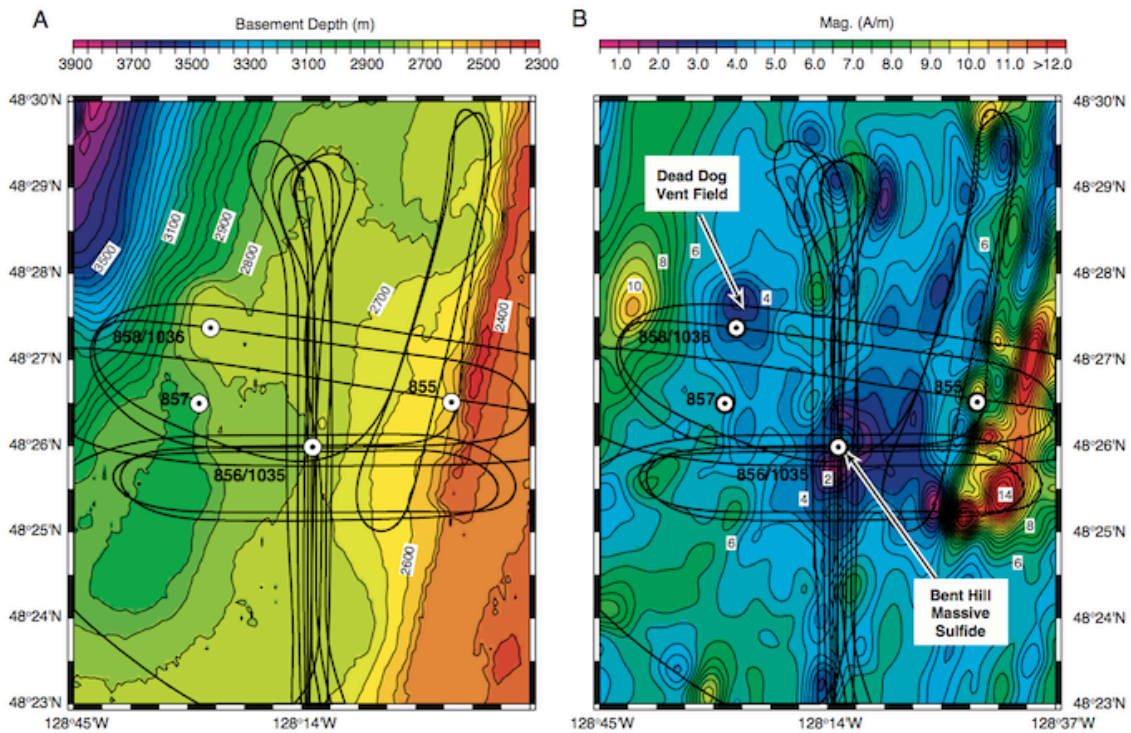 A
Basement Depth (m)
3900 3700 3500 3300 3100 2900 2700 2500 2300
B
Mag. (A/m)
1.0 2.0 3.0 4.0 5.0 6.0 7.0 8.0 9.0 10.0 11.0 >12.0
48°30'N
48°29'N
48°28'N
48°27'N
48°26'N
48°25'N
48°24'N
48°23'N
3500
3100
2900
2800
2700
2600
2400
858/1036
857
855
856/1035
128°45'W
128°14'W
Dead Dog
Vent Field
8
6
10
4
6
858/1036
857
855
856/1035
2
4
6
14
8
6
Bent Hill
Massive
Sulfide
48°30'N
48°29'N
48°28'N
48°27'N
48°26'N
48°25'N
48°24'N
48°23'N
128°45'W
128°14'W
128°37'W